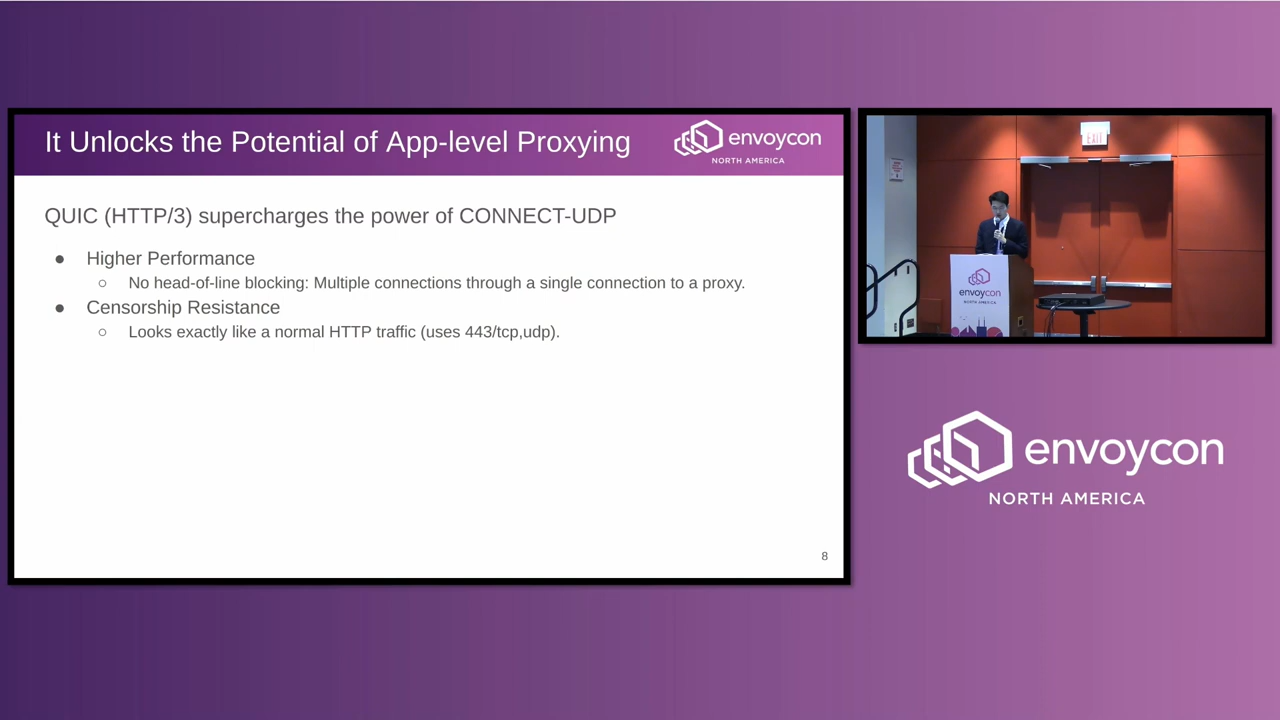 It Unlocks the Potential of App-level Proxying
envoycon
NORTH AMERICA
QUIC (HTTP/3) supercharges the power of CONNECT-UDP
● Higher Performance
○ No head-of-line blocking: Multiple connections through a single connection to a proxy.
● Censorship Resistance
○ Looks exactly like a normal HTTP traffic (uses 443/tcp,udp).
8
EXIT
envoycon
NORTH AMERICA
envoycon
NORTH AMERICA